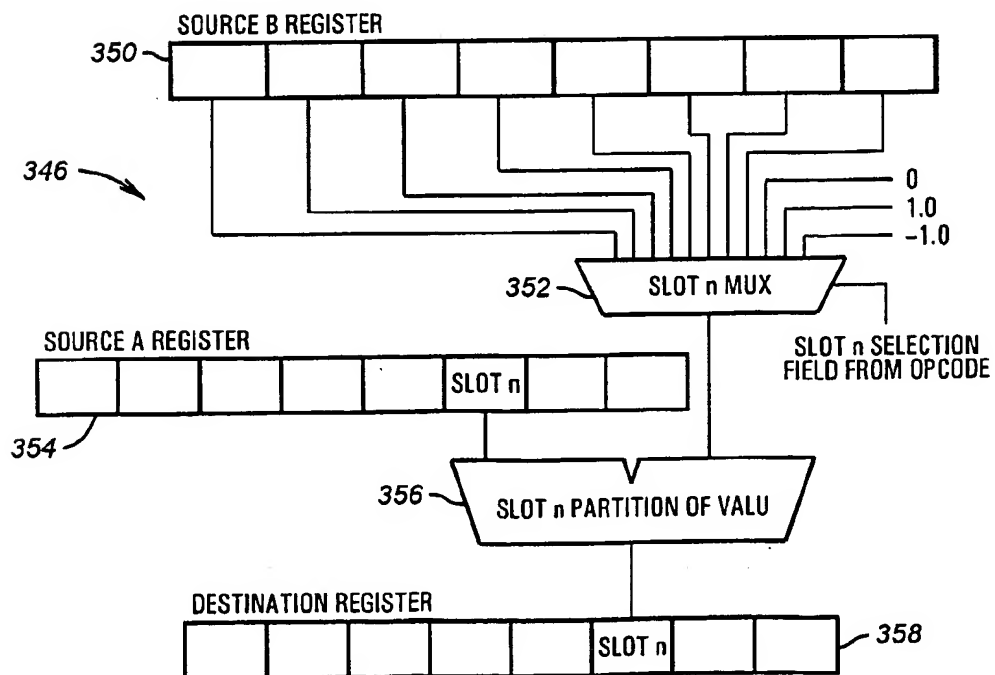 SOURCE B REGISTER
350
346
0
1.0
-1.0
352
SLOT n MUX
SLOT n SELECTION
FIELD FROM OPCODE
SOURCE A REGISTER
SLOT n
354
356
SLOT n PARTITION OF VALU
DESTINATION REGISTER
SLOT n
358